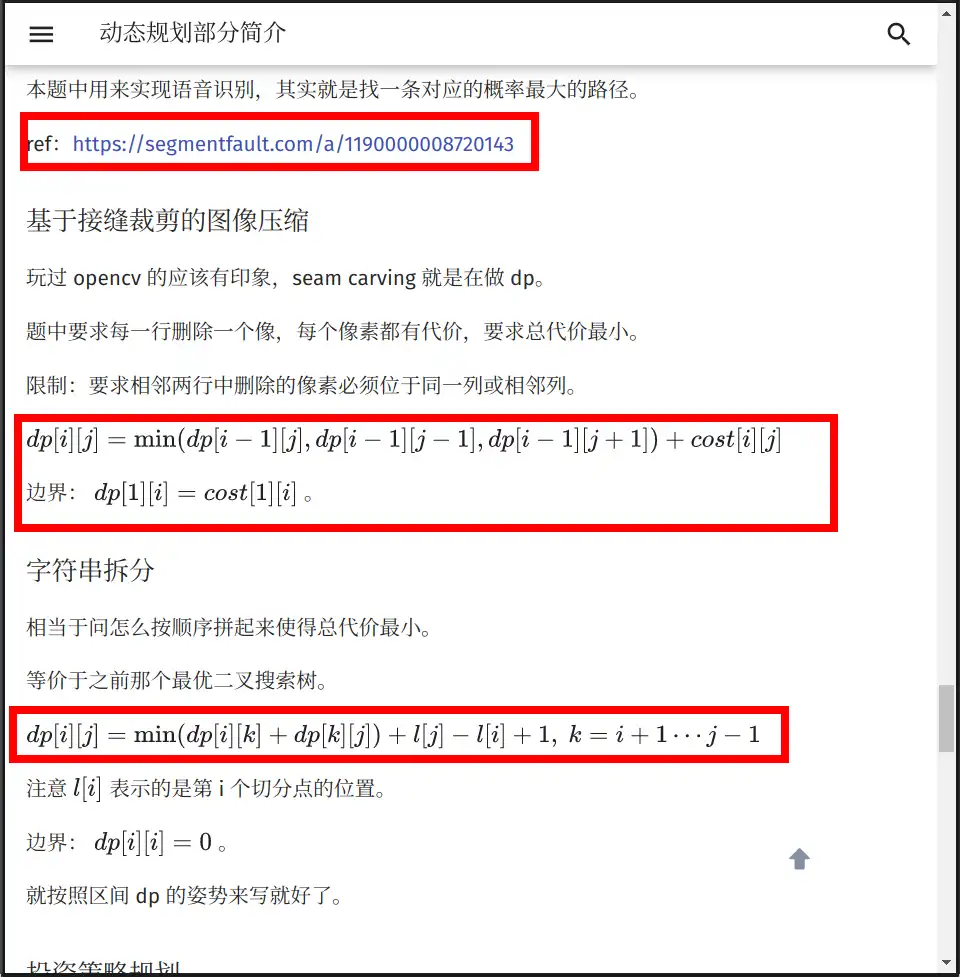 动态规划部分简介
本题中用来实现语音识别，其实就是找一条对应的概率最大的路径。
ref：https://segmentfault.com/a/1190000008720143
基于接缝裁剪的图像压缩
玩过 opencv 的应该有印象，seam carving 就是在做 dp。
题中要求每一行删除一个像，每个像素都有代价，要求总代价最小。
限制：要求相邻两行中删除的像素必须位于同一列或相邻列。
dp[i][j] = min(dp[i − 1][j], dp[i − 1][j − 1], dp[i − 1][j + 1]) + cost[i][j]
边界：dp[1][i] = cost[1][i] 。
字符串拆分
相当于问怎么按顺序拼起来使得总代价最小。
等价于之前那个最优二叉搜索树。
dp[i][j] = min(dp[i][k] + dp[k][j]) + l[j] − l[i] + 1, k = i + 1 ⋯ j − 1
注意 l[i] 表示的是第 i 个切分点的位置。
边界：dp[i][i] = 0 。
就按照区间 dp 的姿势来写就好了。
投资策略规划